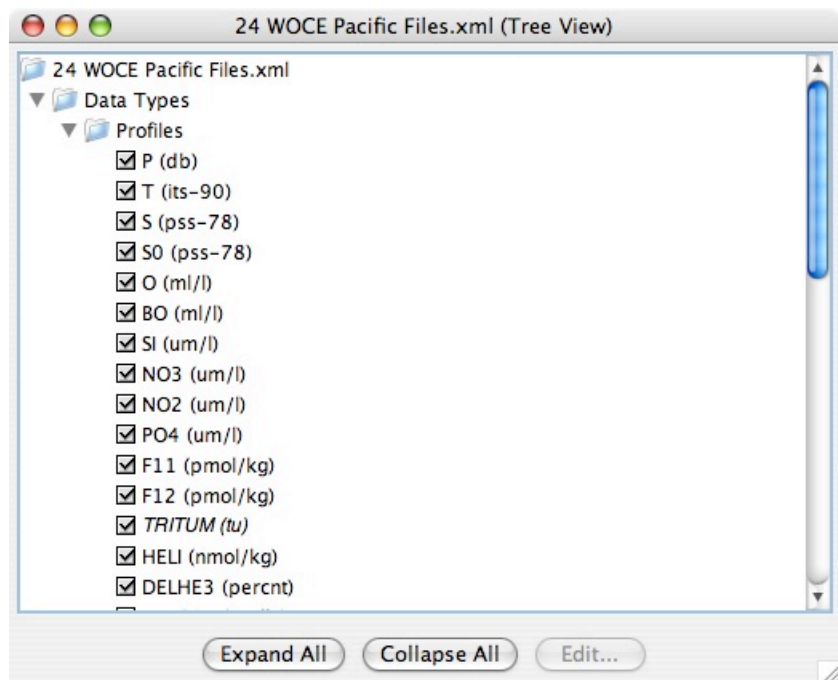 24 WOCE Pacific Files.xml (Tree View)
24 WOCE Pacific Files.xml
Data Types
Profiles
P (db)
T (its-90)
S (pss-78)
S0 (pss-78)
O (ml/l)
BO (ml/l)
SI (um/l)
NO3 (um/l)
NO2 (um/l)
PO4 (um/l)
F11 (pmol/kg)
F12 (pmol/kg)
TRITUM (tu)
HELI (nmol/kg)
DELHE3 (percnt)
Expand All Collapse All Edit...